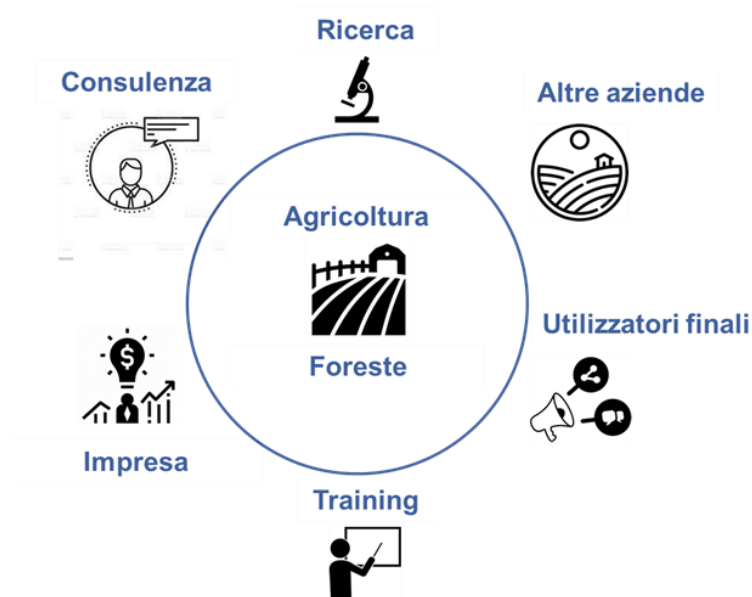 Ricerca
Consulenza
Altre aziende
Agricoltura
Foreste
Utilizzatori finali
Impresa
Training